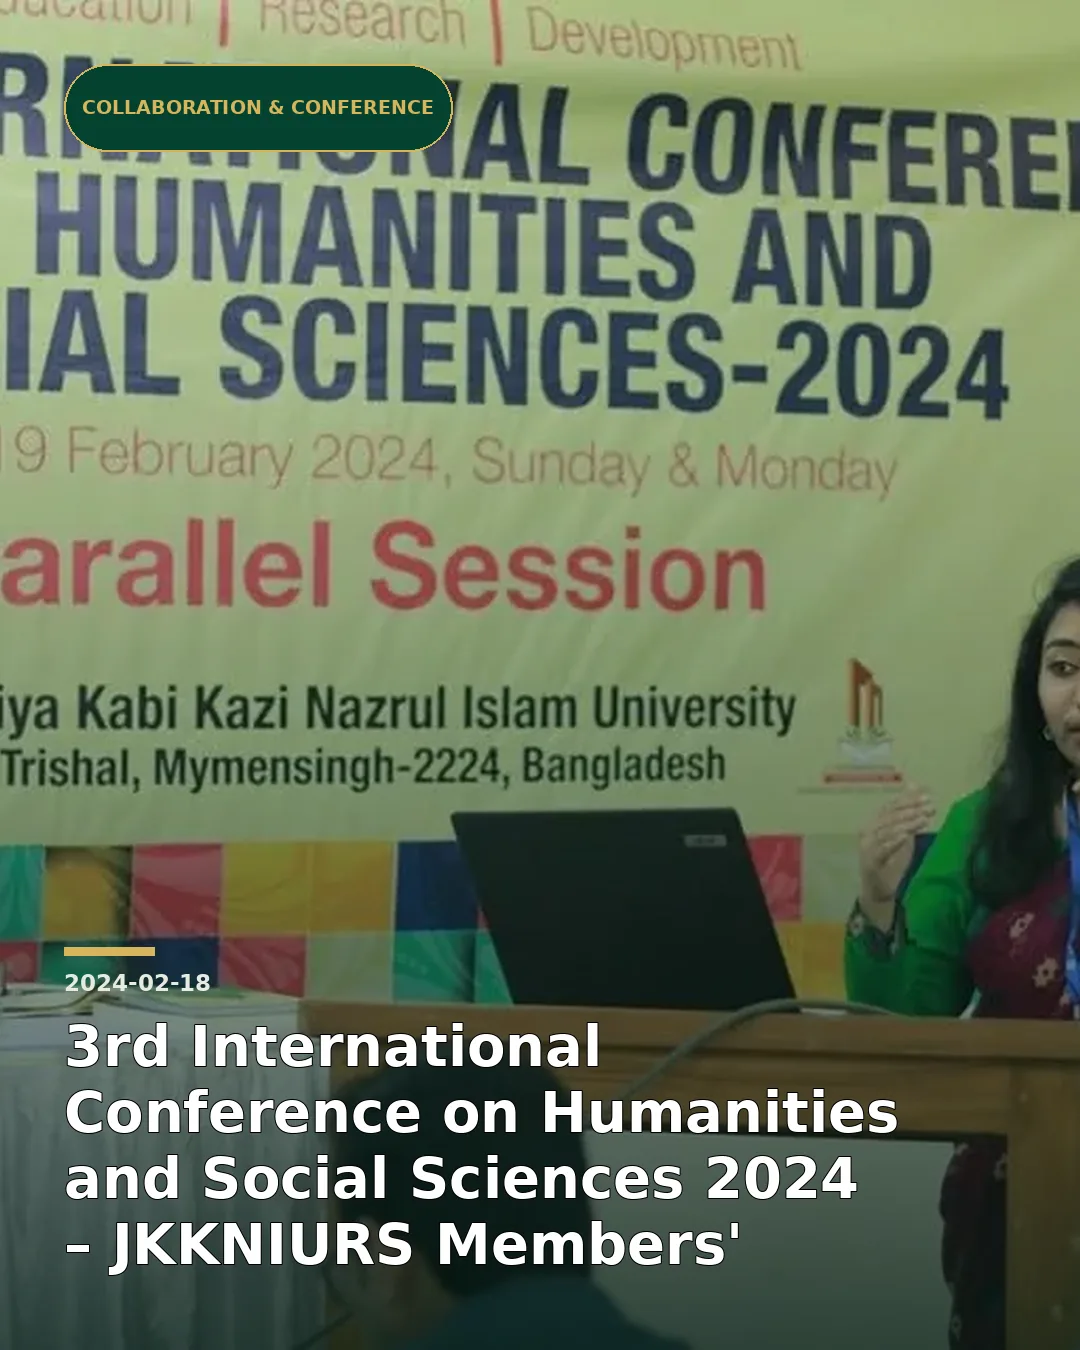 Research | Development
COLLABORATION & CONFERENCE
NAL CONFEREN
HUMANITIES AND
IAL SCIENCES-2024
19 February 2024, Sunday & Monday
arallel Session
iya Kabi Kazi Nazrul Islam University
Trishal, Mymensingh-2224, Bangladesh
2024-02-18
3rd International
Conference on Humanities
and Social Sciences 2024
– JKKNIURS Members'